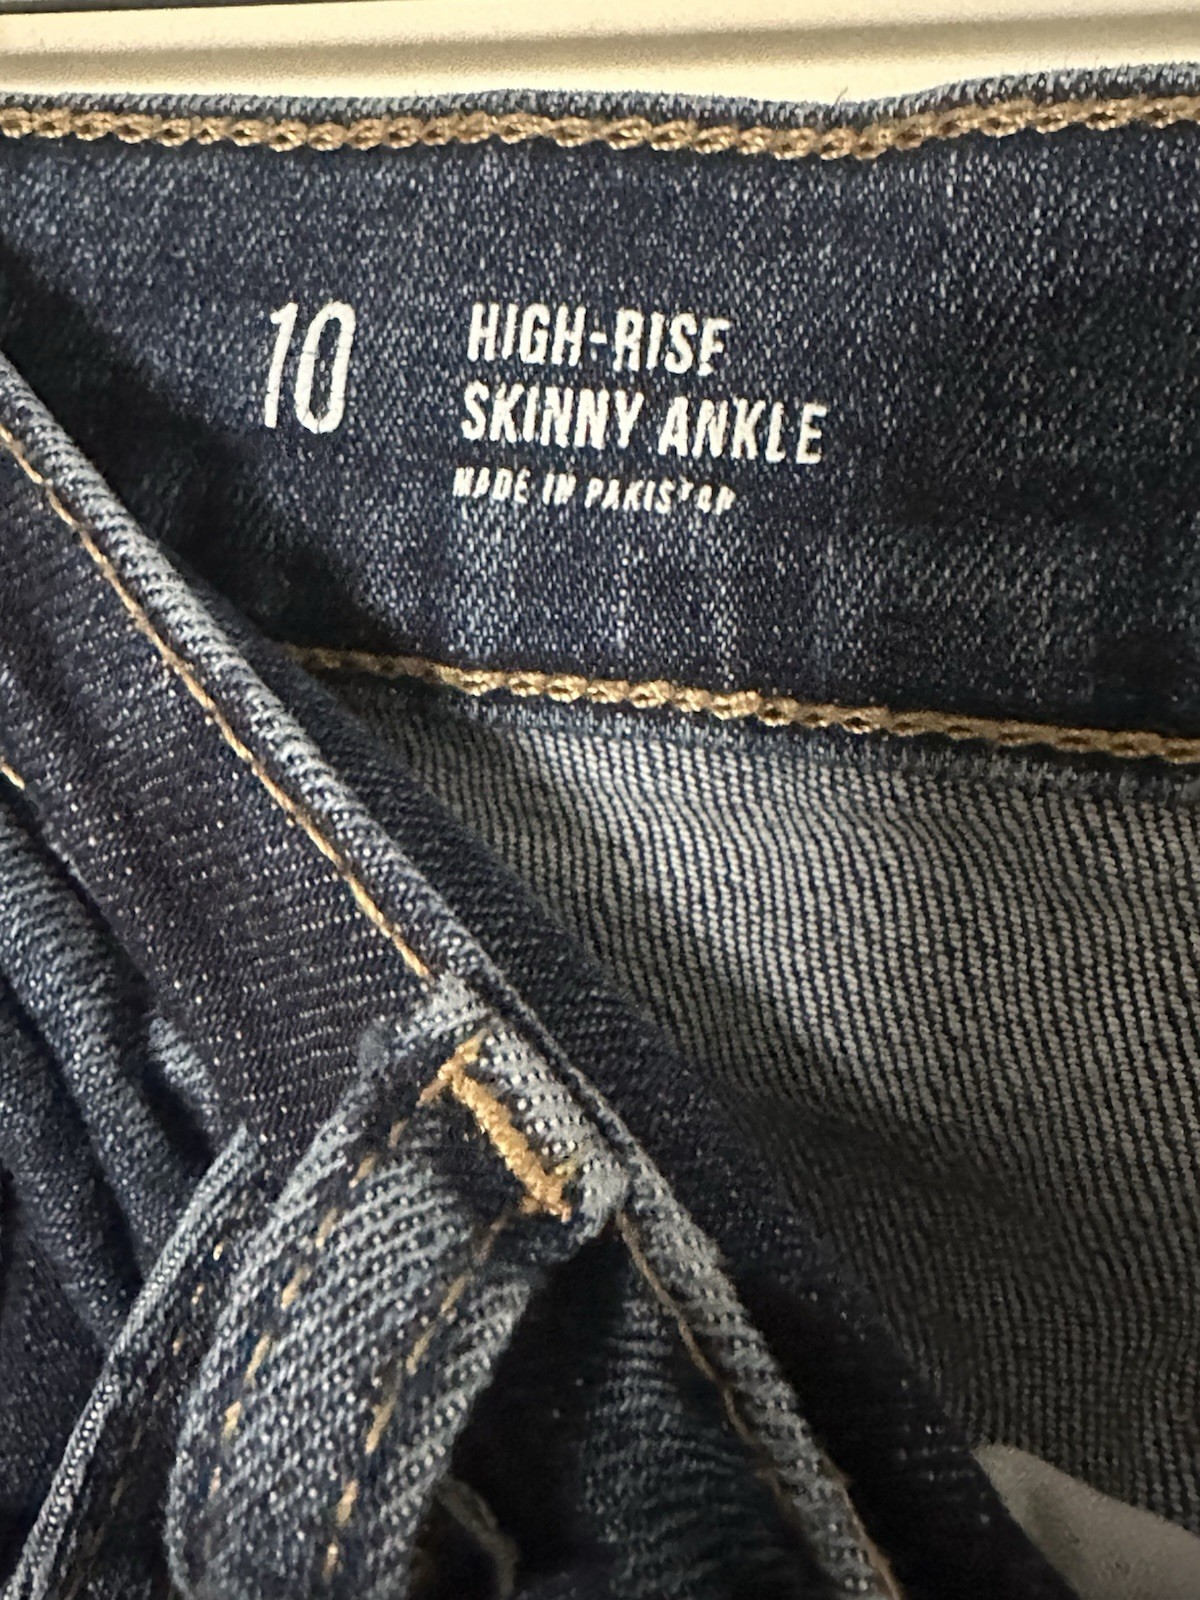 10
HIGH-RISE
SKINNY ANKLE
MADE IN PAKISTAN